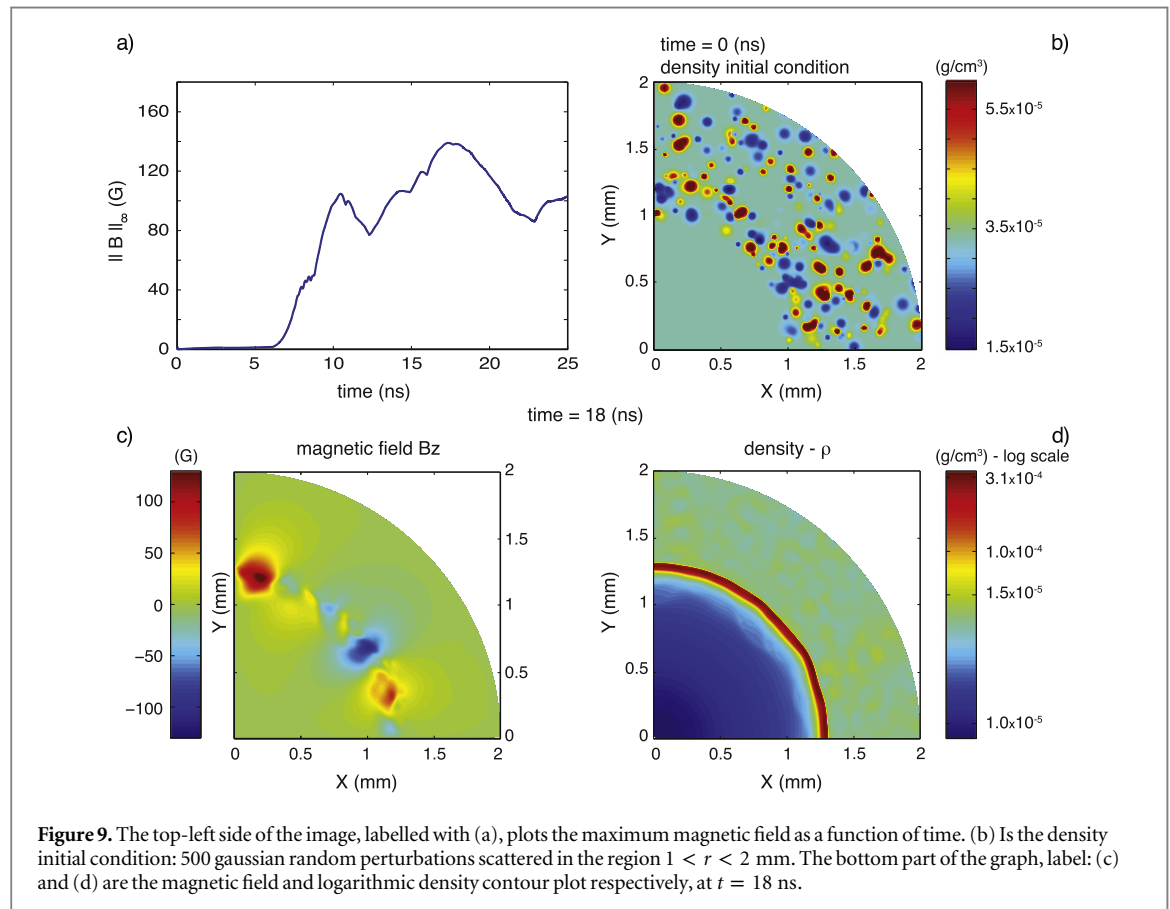 a)
160
120
80
40
0
|| B ||∞ (G)
0 5 10 15 20 25
time (ns)
time = 0 (ns)
density initial condition
b)
(g/cm³)
2
1.5
1
0.5
0
Y (mm)
0 0.5 1 1.5 2
X (mm)
5.5x10⁻⁵
3.5x10⁻⁵
1.5x10⁻⁵
time = 18 (ns)
c)
(G)
magnetic field Bz
100
50
0
−50
−100
2
1.5
1
0.5
0
Y (mm)
0 0.5 1 1.5 2
X (mm)
density - ρ
d)
(g/cm³) - log scale
2
1.5
1
0.5
0
Y (mm)
0 0.5 1 1.5 2
X (mm)
3.1x10⁻⁴
1.0x10⁻⁴
1.5x10⁻⁵
1.0x10⁻⁵
Figure 9. The top-left side of the image, labelled with (a), plots the maximum magnetic field as a function of time. (b) Is the density
initial condition: 500 gaussian random perturbations scattered in the region 1 < r < 2 mm. The bottom part of the graph, label: (c)
and (d) are the magnetic field and logarithmic density contour plot respectively, at t = 18 ns.